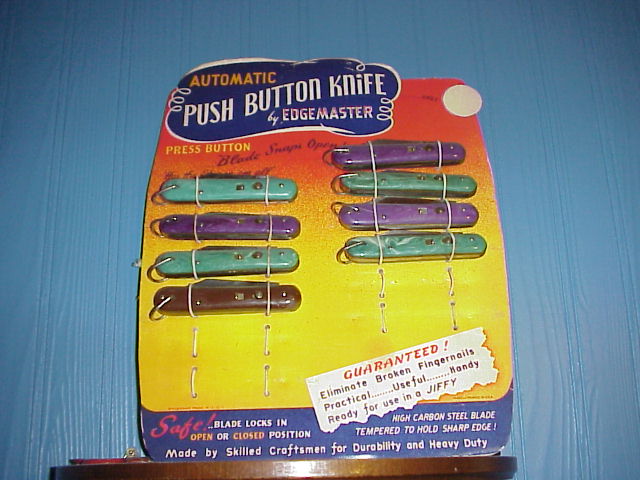 AUTOMATIC
PUSH BUTTON KNIFE
by EDGEMASTER
PRESS BUTTON
Blade Snaps Open!
GUARANTEED!
Eliminate Broken Fingernails
Practical.......Useful........Handy
Ready for use in a JIFFY
Safe!..BLADE LOCKS IN
OPEN OR CLOSED POSITION
HIGH CARBON STEEL BLADE
TEMPERED TO HOLD SHARP EDGE!
Made by Skilled Craftsmen for Durability and Heavy Duty